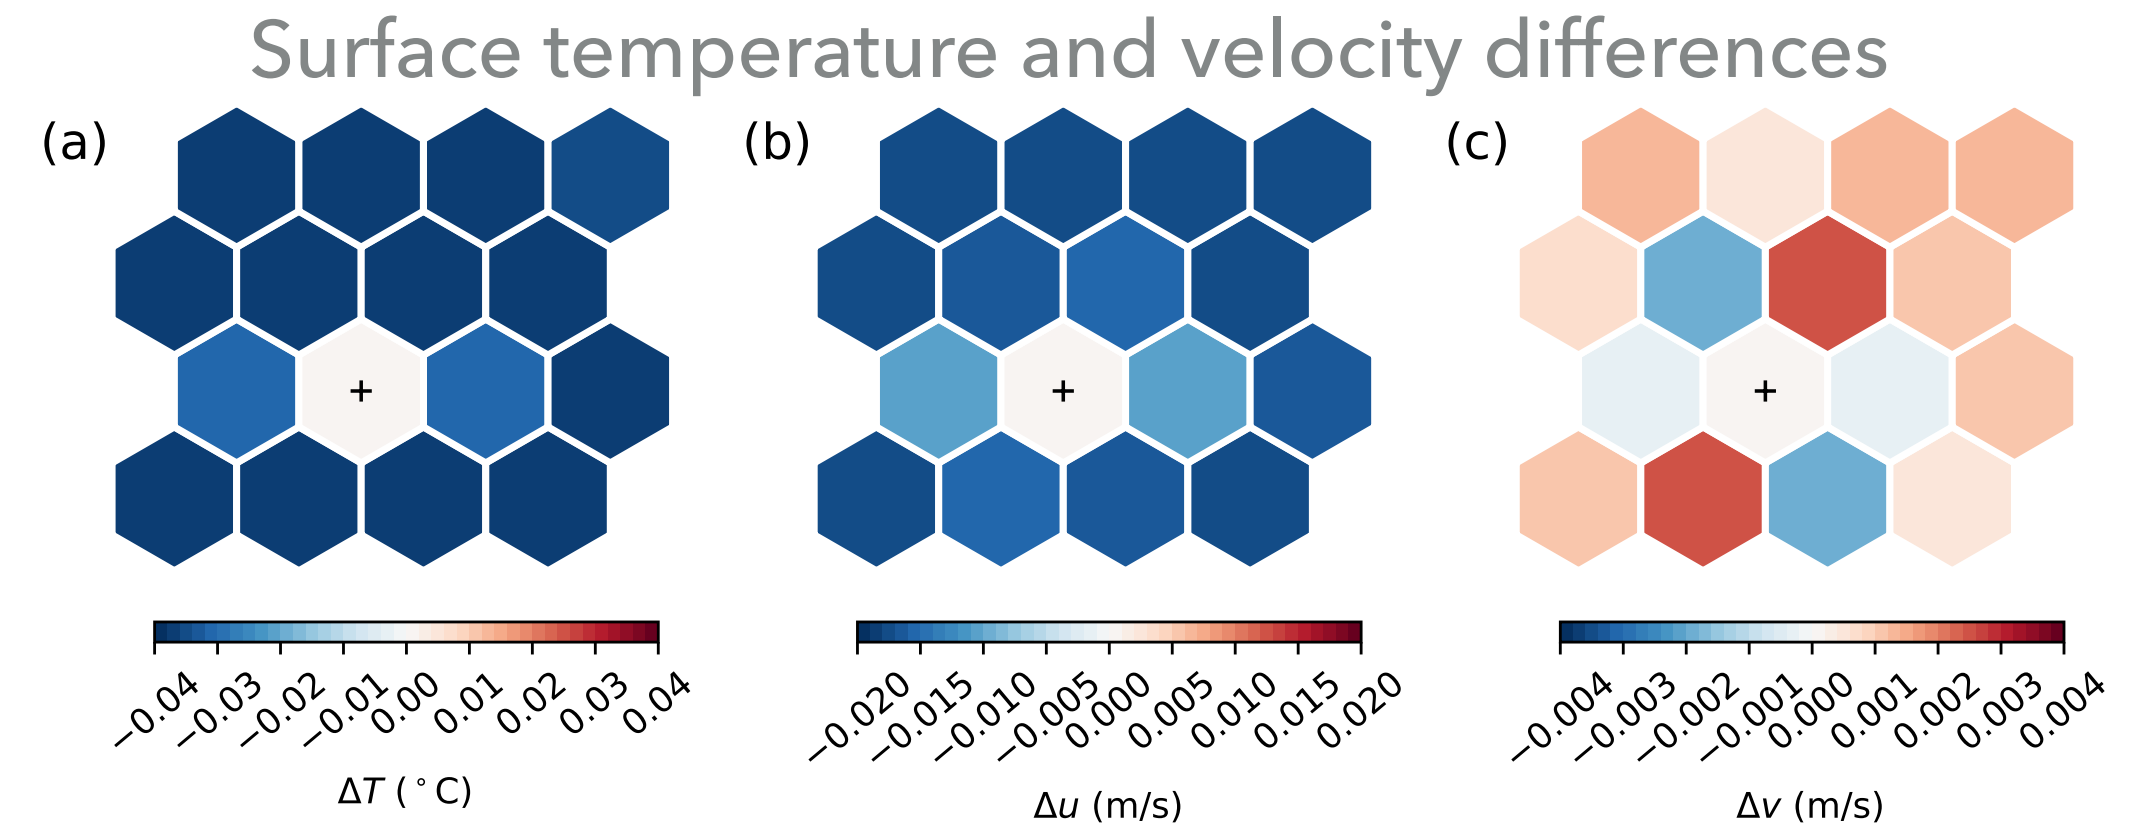 Surface temperature and velocity differences
(a) (b) (c)
+ + +
−0.04 −0.03 −0.02 −0.01 0.00 0.01 0.02 0.03 0.04
ΔT (°C)
−0.020 −0.015 −0.010 −0.005 0.000 0.005 0.010 0.015 0.020
Δu (m/s)
−0.004 −0.003 −0.002 −0.001 0.000 0.001 0.002 0.003 0.004
Δv (m/s)